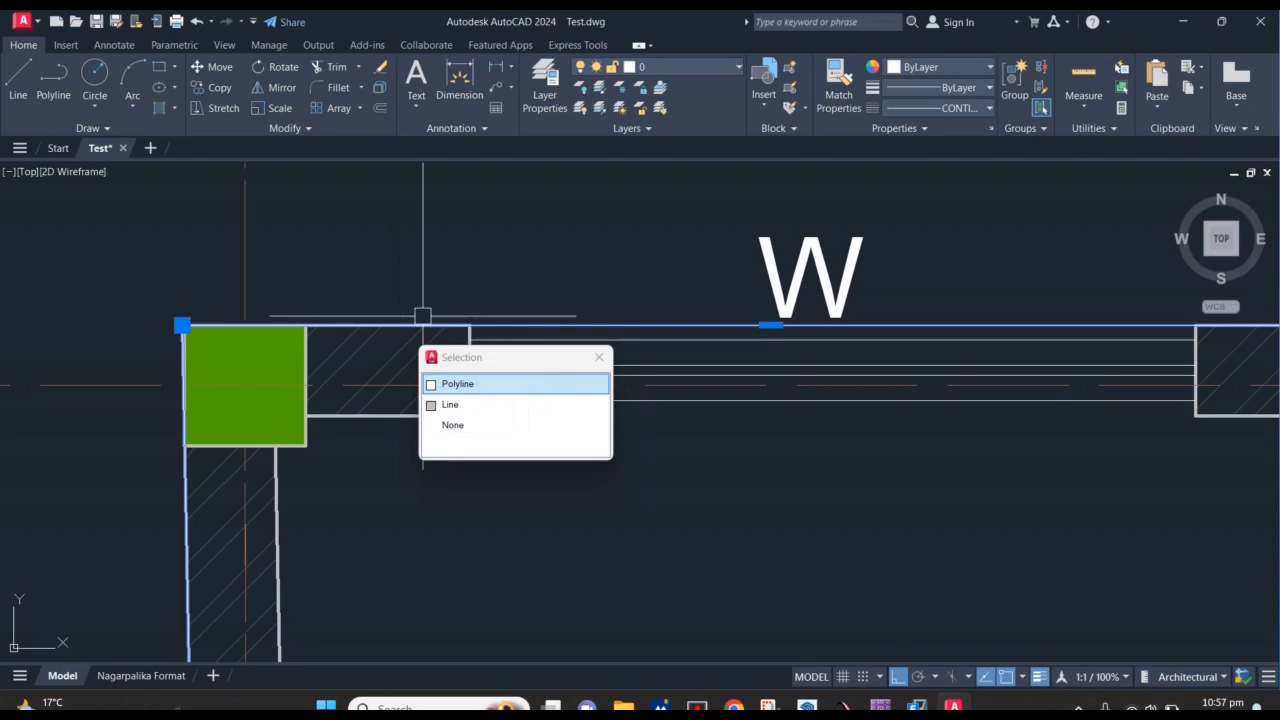 Share
Autodesk AutoCAD 2024 Test.dwg
Type a keyword or phrase
Sign In
Home Insert Annotate Parametric View Manage Output Add-ins Collaborate Featured Apps Express Tools
Line
Polyline
Circle
Arc
Draw
Move
Rotate
Trim
Copy
Mirror
Fillet
Stretch
Scale
Array
Modify
Text
Dimension
Annotation
Layer
Properties
0
Layers
Insert
Block
Match
Properties
ByLayer
ByLayer
CONTI...
Properties
Group
Groups
Measure
Utilities
Paste
Clipboard
Base
View
Start
Test*
[−][Top][2D Wireframe]
N
W
TOP
E
S
WCS
W
Selection
Polyline
Line
None
Y
X
Model
Nagarpalika Format
MODEL
1:1 / 100%
Architectural
17°C
Search
10:57 pm